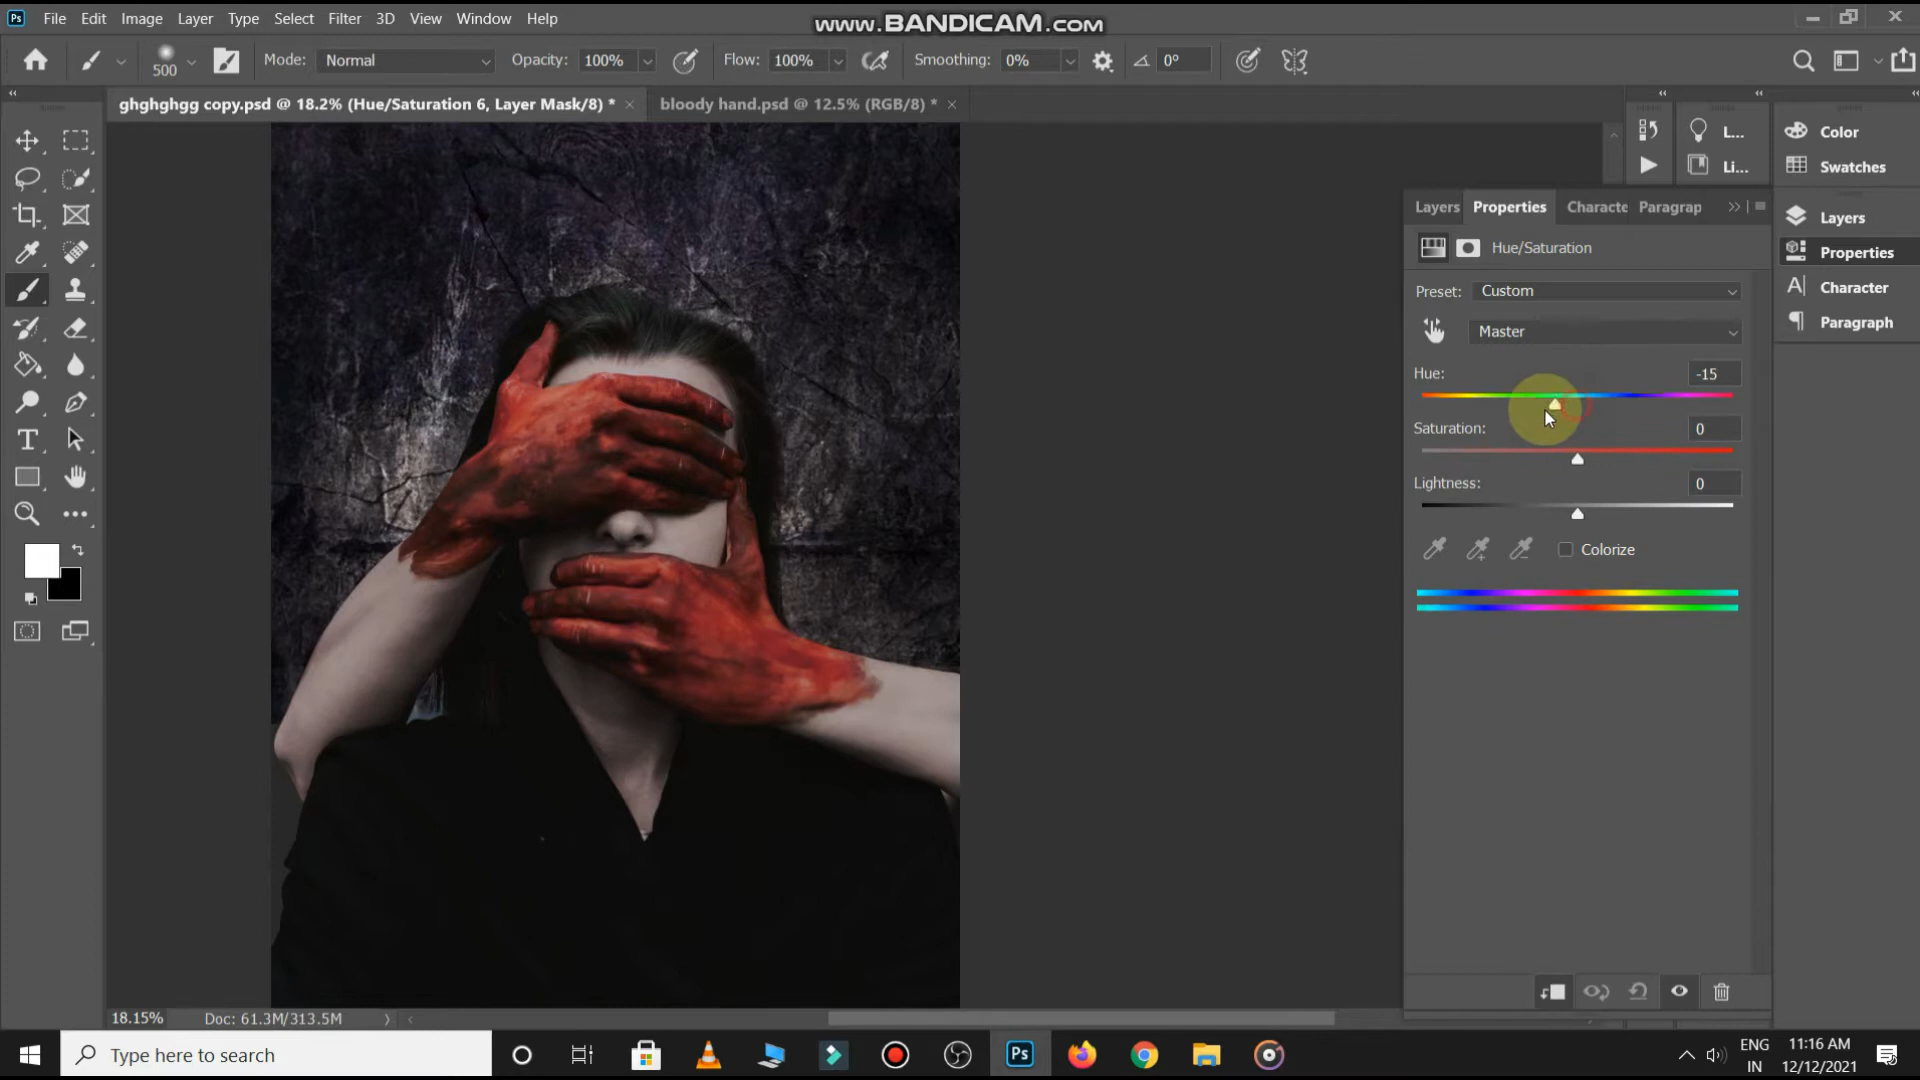 Ps File Edit Image Layer Type Select Filter 3D View Window Help
www.BANDICAM.com
500 Mode: Normal Opacity: 100% Flow: 100% Smoothing: 0% 0°
ghghghgg copy.psd @ 18.2% (Hue/Saturation 6, Layer Mask/8) * × bloody hand.psd @ 12.5% (RGB/8) * ×
L...
Li...
Color
Swatches
Layers
Properties
Character
Paragraph
Layers Properties Characte Paragrap
Hue/Saturation
Preset: Custom
Master
Hue: -15
Saturation: 0
Lightness: 0
Colorize
18.15% Doc: 61.3M/313.5M
Type here to search
Ps
ENG
IN
11:16 AM
12/12/2021